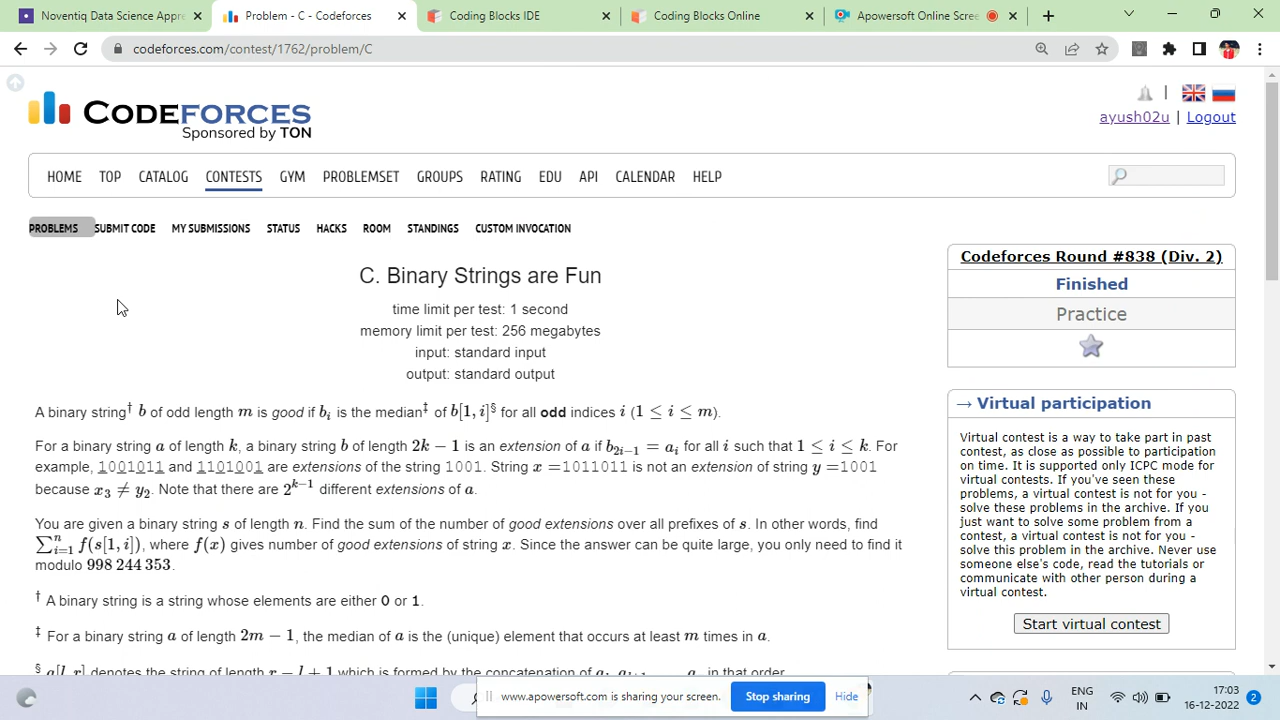 Noventiq Data Science Appre
Problem - C - Codeforces
Coding Blocks IDE
Coding Blocks Online
Apowersoft Online Scree
codeforces.com/contest/1762/problem/C
CODEFORCES
Sponsored by TON
ayush02u | Logout
HOME TOP CATALOG CONTESTS GYM PROBLEMSET GROUPS RATING EDU API CALENDAR HELP
PROBLEMS SUBMIT CODE MY SUBMISSIONS STATUS HACKS ROOM STANDINGS CUSTOM INVOCATION
C. Binary Strings are Fun
time limit per test: 1 second
memory limit per test: 256 megabytes
input: standard input
output: standard output
A binary string† b of odd length m is good if b_i is the median‡ of b[1, i]§ for all odd indices i (1 ≤ i ≤ m).
For a binary string a of length k, a binary string b of length 2k − 1 is an extension of a if b_{2i−1} = a_i for all i such that 1 ≤ i ≤ k. For
example, 1001011 and 1101001 are extensions of the string 1001. String x =1011011 is not an extension of string y =1001
because x_3 ≠ y_2. Note that there are 2^{k−1} different extensions of a.
You are given a binary string s of length n. Find the sum of the number of good extensions over all prefixes of s. In other words, find
∑_{i=1}^{n} f(s[1, i]), where f(x) gives number of good extensions of string x. Since the answer can be quite large, you only need to find it
modulo 998 244 353.
† A binary string is a string whose elements are either 0 or 1.
‡ For a binary string a of length 2m − 1, the median of a is the (unique) element that occurs at least m times in a.
§ a[l, r] denotes the string of length r − l + 1 which is formed by the concatenation of a_l, a_{l+1}, … , a_r in that order.
Codeforces Round #838 (Div. 2)
Finished
Practice
→ Virtual participation
Virtual contest is a way to take part in past
contest, as close as possible to participation
on time. It is supported only ICPC mode for
virtual contests. If you've seen these
problems, a virtual contest is not for you -
solve these problems in the archive. If you
just want to solve some problem from a
contest, a virtual contest is not for you -
solve this problem in the archive. Never use
someone else's code, read the tutorials or
communicate with other person during a
virtual contest.
Start virtual contest
www.apowersoft.com is sharing your screen.
Stop sharing
Hide
ENG
IN
17:03
16-12-2022
2